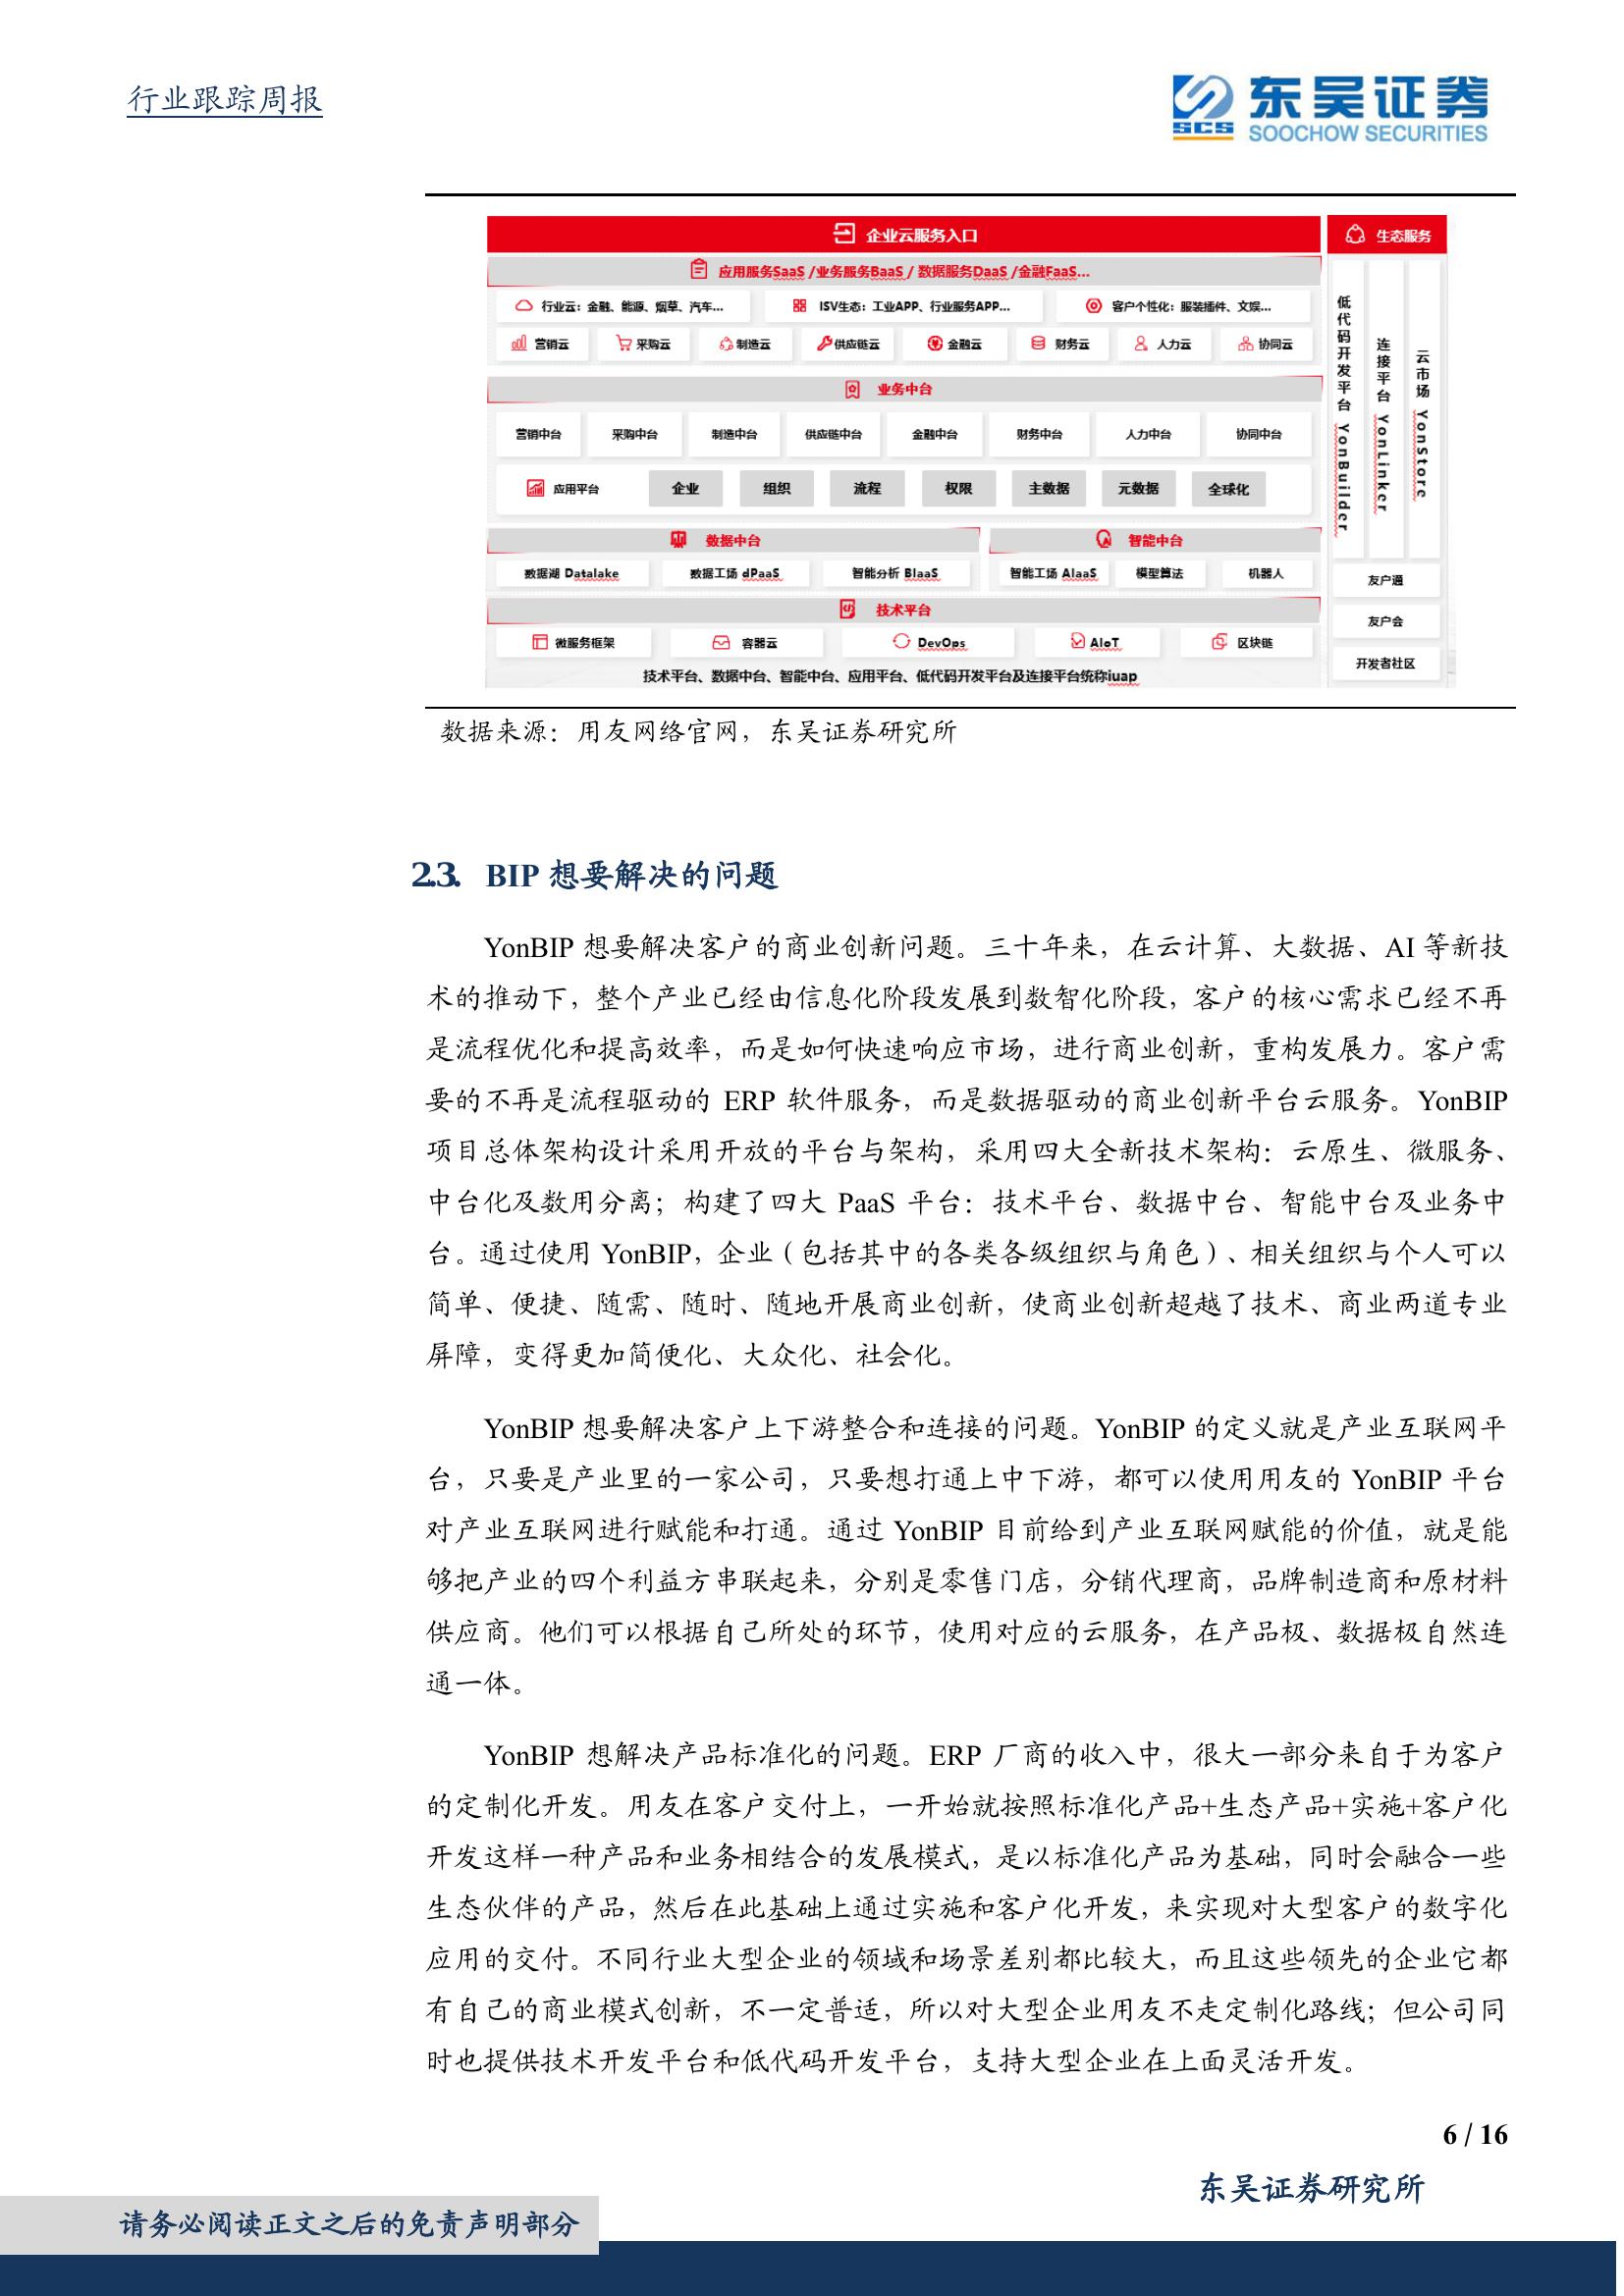 行业跟踪周报
东吴证券
SCS
SOOCHOW SECURITIES
企业云服务入口
生态服务
应用服务SaaS /业务服务BaaS / 数据服务DaaS /金融FaaS...
行业云：金融、能源、烟草、汽车...
ISV生态：工业APP、行业服务APP...
客户个性化：服装插件、文娱...
营销云
采购云
制造云
供应链云
金融云
财务云
人力云
协同云
业务中台
营销中台
采购中台
制造中台
供应链中台
金融中台
财务中台
人力中台
协同中台
应用平台
企业
组织
流程
权限
主数据
元数据
全球化
数据中台
智能中台
数据湖 Datalake
数据工场 dPaaS
智能分析 BIaaS
智能工场 AIaaS
模型算法
机器人
技术平台
微服务框架
容器云
DevOps
AIoT
区块链
技术平台、数据中台、智能中台、应用平台、低代码开发平台及连接平台统称iuap
低代码开发平台 YonBuilder
连接平台 YonLinker
云市场 YonStore
友户通
友户会
开发者社区
数据来源：用友网络官网，东吴证券研究所
2.3. BIP 想要解决的问题
YonBIP 想要解决客户的商业创新问题。三十年来，在云计算、大数据、AI 等新技
术的推动下，整个产业已经由信息化阶段发展到数智化阶段，客户的核心需求已经不再
是流程优化和提高效率，而是如何快速响应市场，进行商业创新，重构发展力。客户需
要的不再是流程驱动的 ERP 软件服务，而是数据驱动的商业创新平台云服务。YonBIP
项目总体架构设计采用开放的平台与架构，采用四大全新技术架构：云原生、微服务、
中台化及数用分离；构建了四大 PaaS 平台：技术平台、数据中台、智能中台及业务中
台。通过使用 YonBIP，企业（包括其中的各类各级组织与角色）、相关组织与个人可以
简单、便捷、随需、随时、随地开展商业创新，使商业创新超越了技术、商业两道专业
屏障，变得更加简便化、大众化、社会化。
YonBIP 想要解决客户上下游整合和连接的问题。YonBIP 的定义就是产业互联网平
台，只要是产业里的一家公司，只要想打通上中下游，都可以使用用友的 YonBIP 平台
对产业互联网进行赋能和打通。通过 YonBIP 目前给到产业互联网赋能的价值，就是能
够把产业的四个利益方串联起来，分别是零售门店，分销代理商，品牌制造商和原材料
供应商。他们可以根据自己所处的环节，使用对应的云服务，在产品极、数据极自然连
通一体。
YonBIP 想解决产品标准化的问题。ERP 厂商的收入中，很大一部分来自于为客户
的定制化开发。用友在客户交付上，一开始就按照标准化产品+生态产品+实施+客户化
开发这样一种产品和业务相结合的发展模式，是以标准化产品为基础，同时会融合一些
生态伙伴的产品，然后在此基础上通过实施和客户化开发，来实现对大型客户的数字化
应用的交付。不同行业大型企业的领域和场景差别都比较大，而且这些领先的企业它都
有自己的商业模式创新，不一定普适，所以对大型企业用友不走定制化路线；但公司同
时也提供技术开发平台和低代码开发平台，支持大型企业在上面灵活开发。
6 / 16
东吴证券研究所
请务必阅读正文之后的免责声明部分